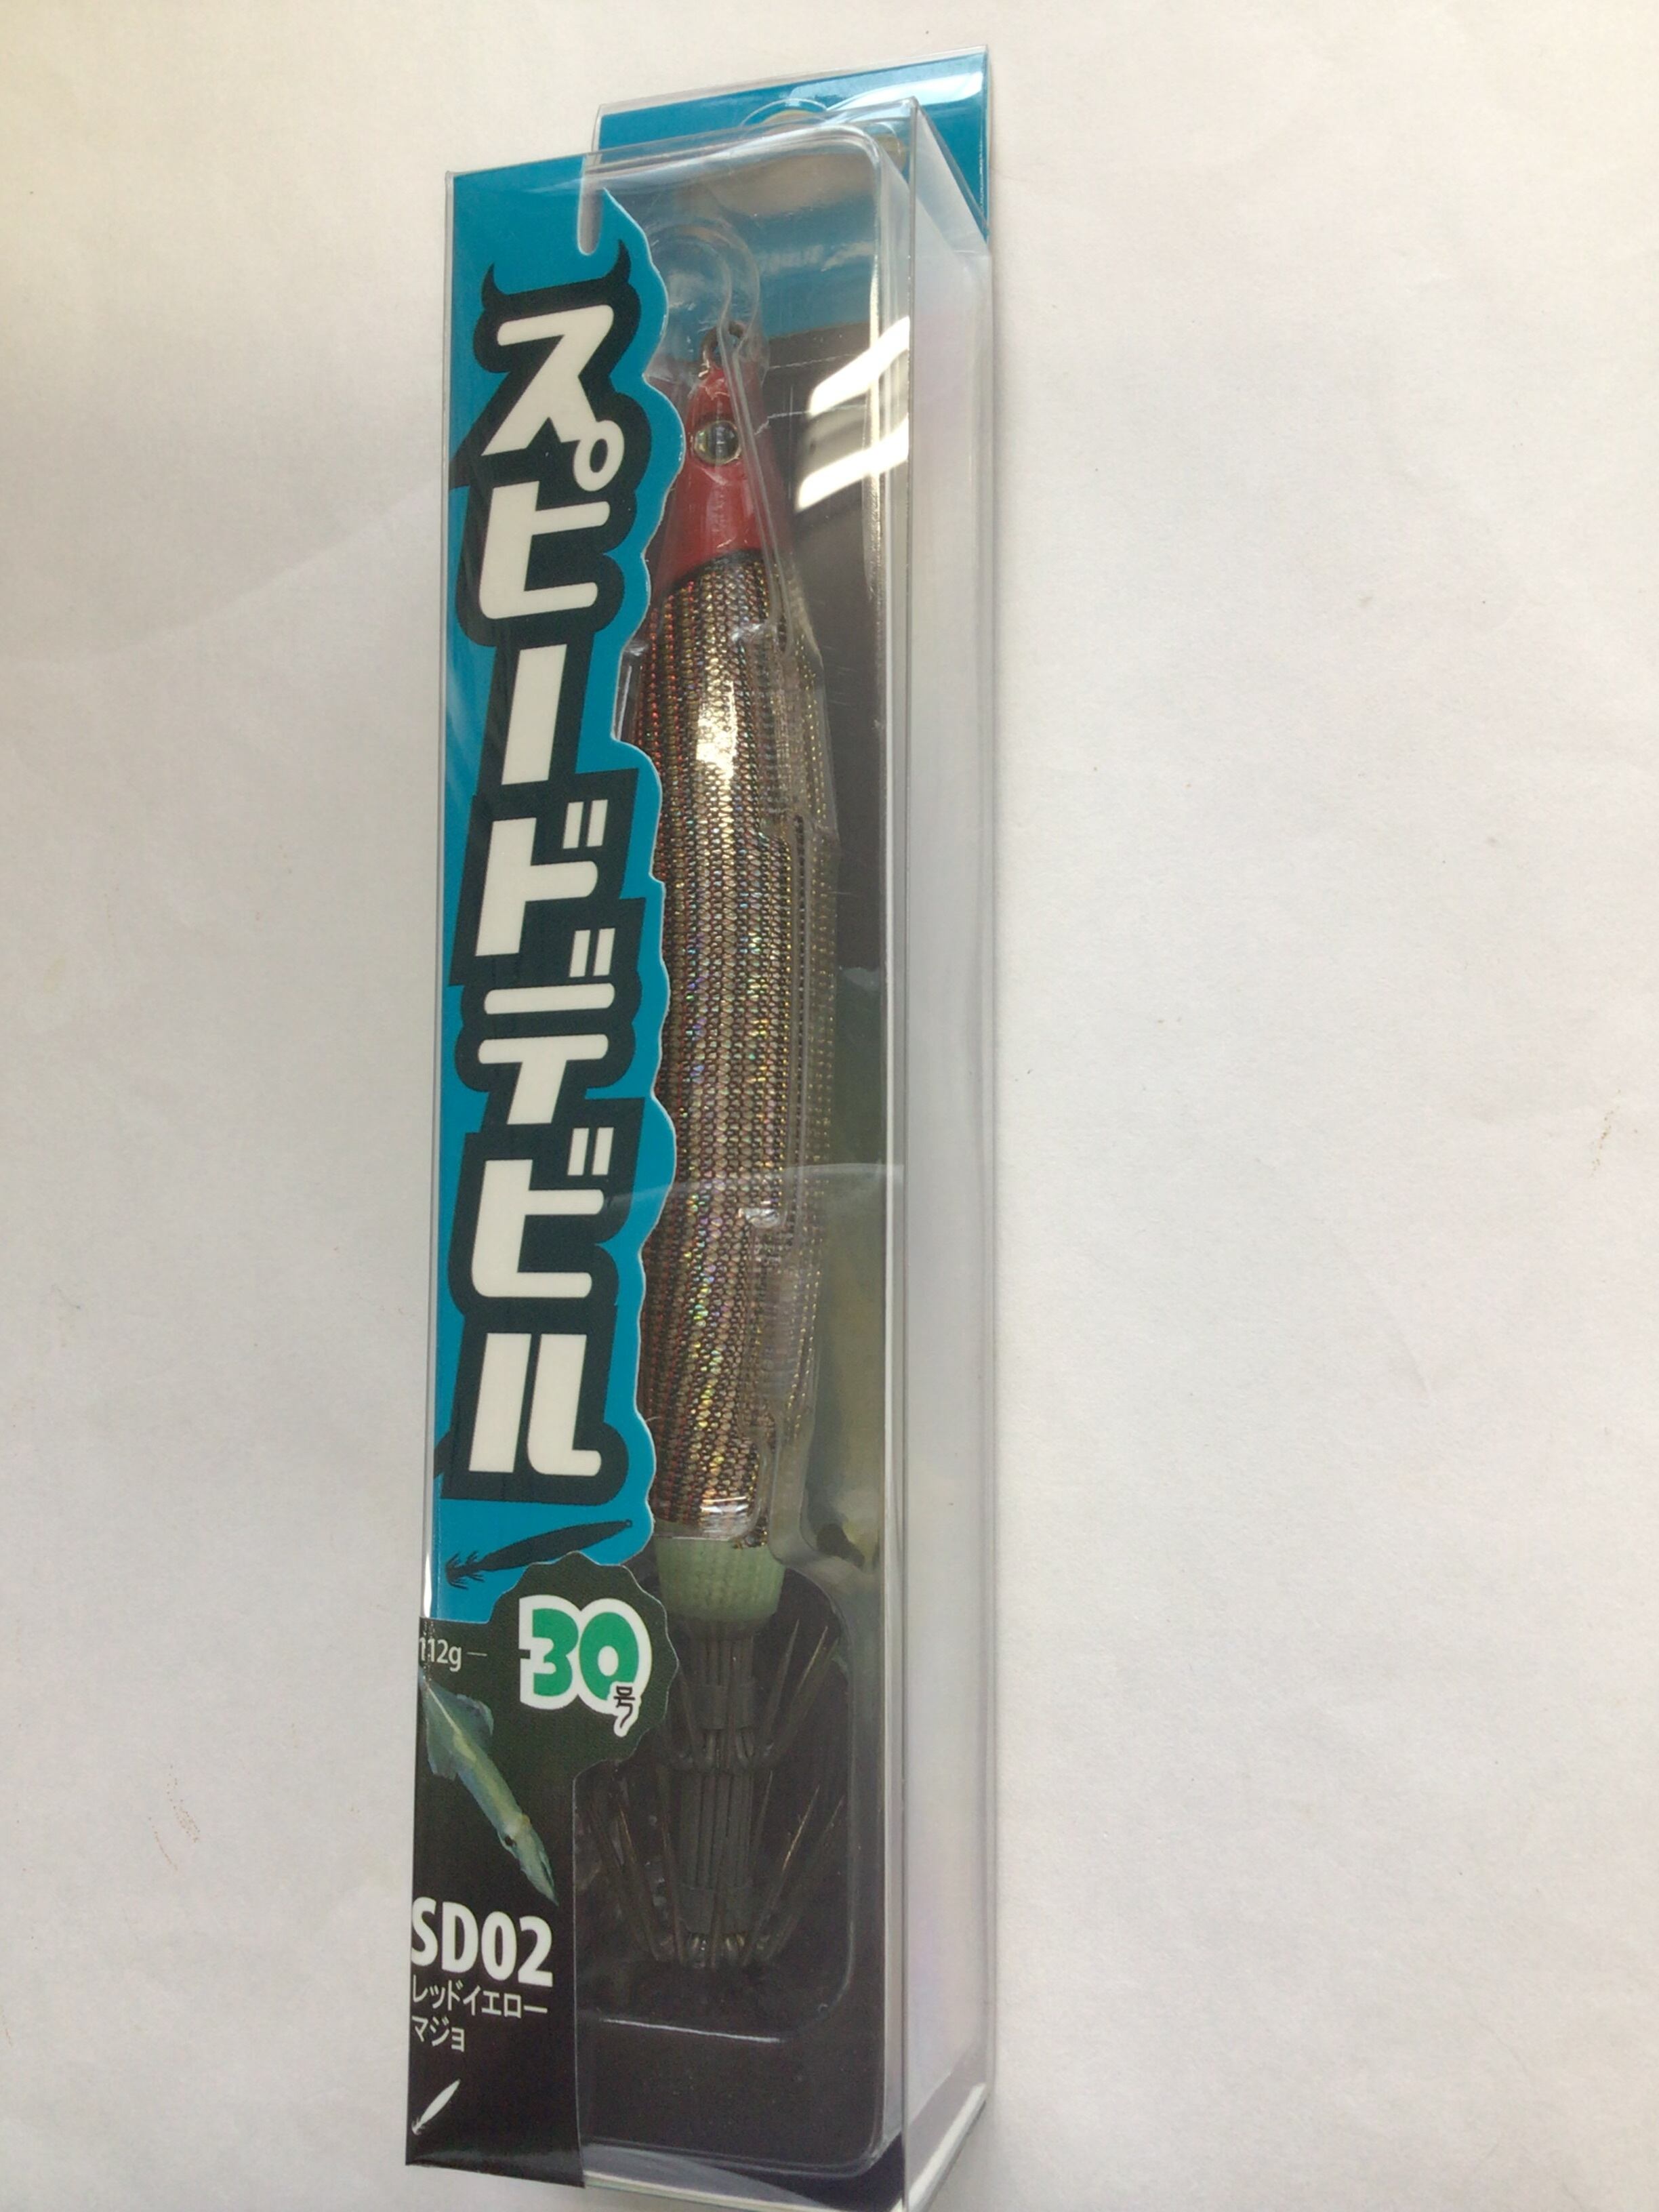 スピードデビル
112g
30号
SD02
レッドイエロー
マジョ